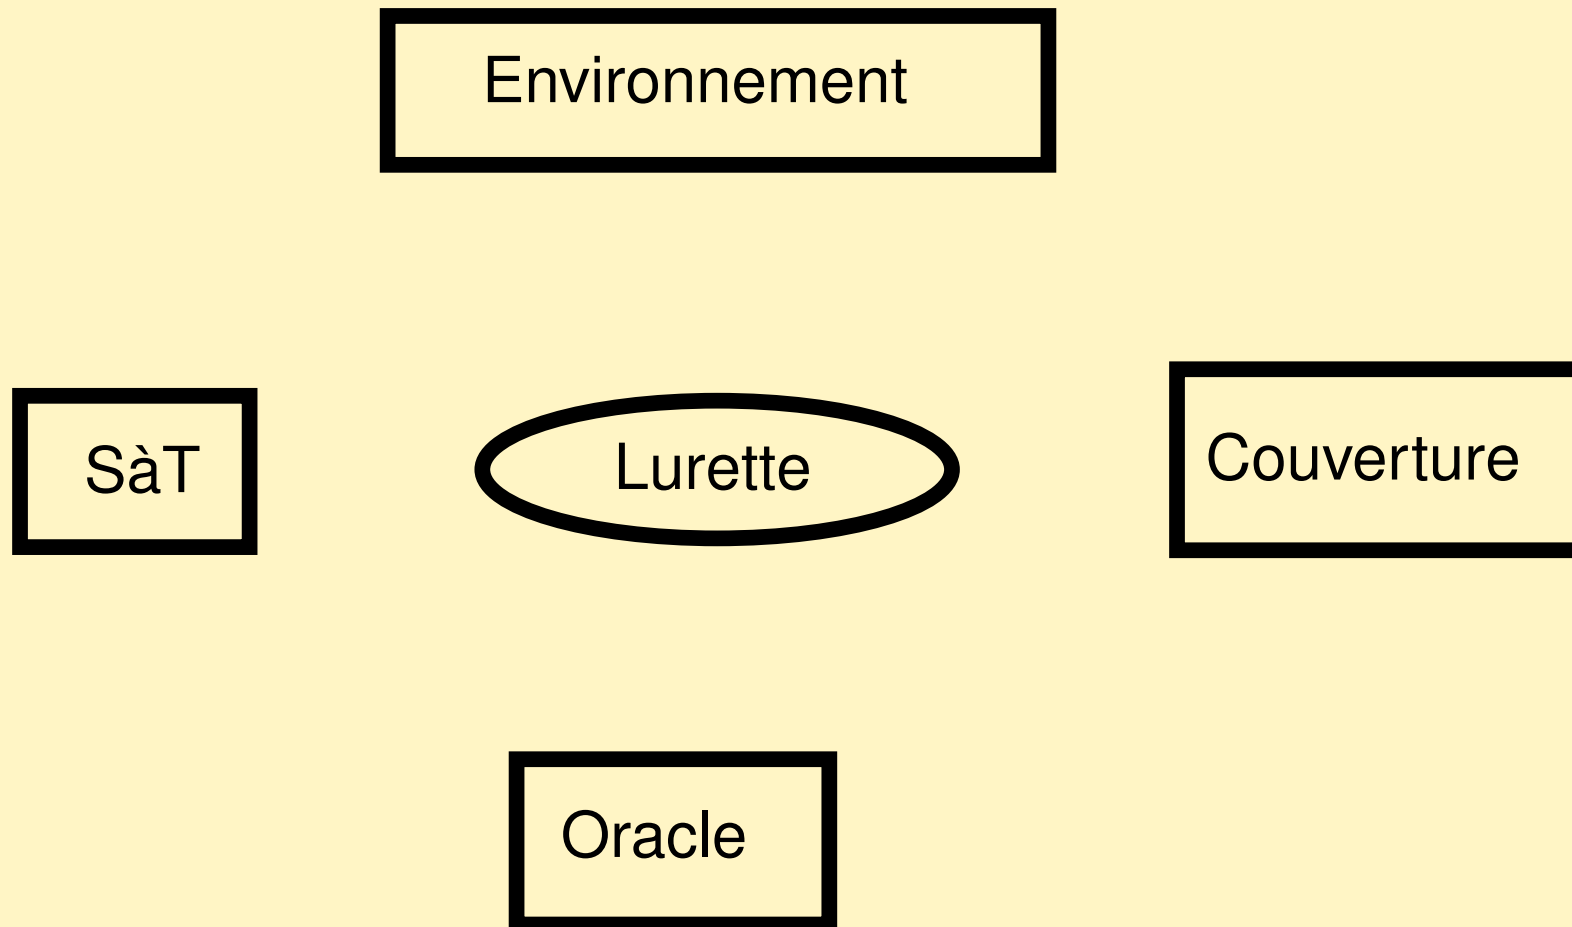 Environnement
SàT
Lurette
Couverture
Oracle